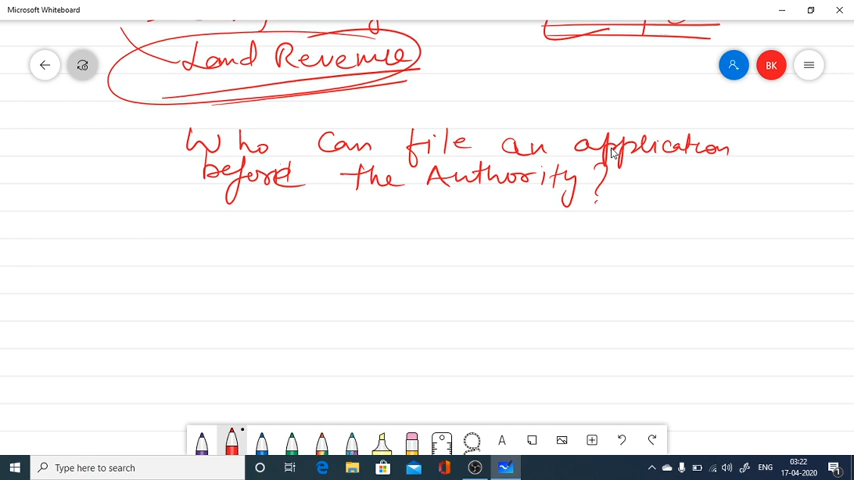 Microsoft Whiteboard
Land Revenue
BK
Who can file an application
before the Authority?
A
Type here to search
ENG
03:22
17-04-2020